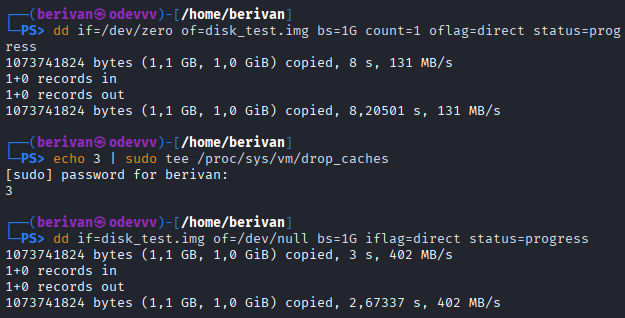 ┌──(berivan㉿odevvv)-[/home/berivan]
└─PS> dd if=/dev/zero of=disk_test.img bs=1G count=1 oflag=direct status=prog
ress
1073741824 bytes (1,1 GB, 1,0 GiB) copied, 8 s, 131 MB/s
1+0 records in
1+0 records out
1073741824 bytes (1,1 GB, 1,0 GiB) copied, 8,20501 s, 131 MB/s
┌──(berivan㉿odevvv)-[/home/berivan]
└─PS> echo 3 | sudo tee /proc/sys/vm/drop_caches
[sudo] password for berivan:
3
┌──(berivan㉿odevvv)-[/home/berivan]
└─PS> dd if=disk_test.img of=/dev/null bs=1G iflag=direct status=progress
1073741824 bytes (1,1 GB, 1,0 GiB) copied, 3 s, 402 MB/s
1+0 records in
1+0 records out
1073741824 bytes (1,1 GB, 1,0 GiB) copied, 2,67337 s, 402 MB/s